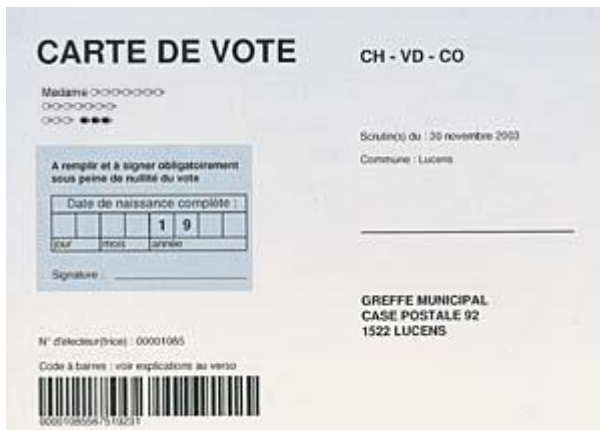 CARTE DE VOTE
Madame
A remplir et à signer obligatoirement
sous peine de nullité du vote
Date de naissance complète :
1 9
jour mois année
Signature :
N° d'électeur(trice) : 00001085
Code à barres : voir explications au verso
CH - VD - CO
Scrutin(s) du : 30 novembre 2003
Commune : Lucens
GREFFE MUNICIPAL
CASE POSTALE 92
1522 LUCENS